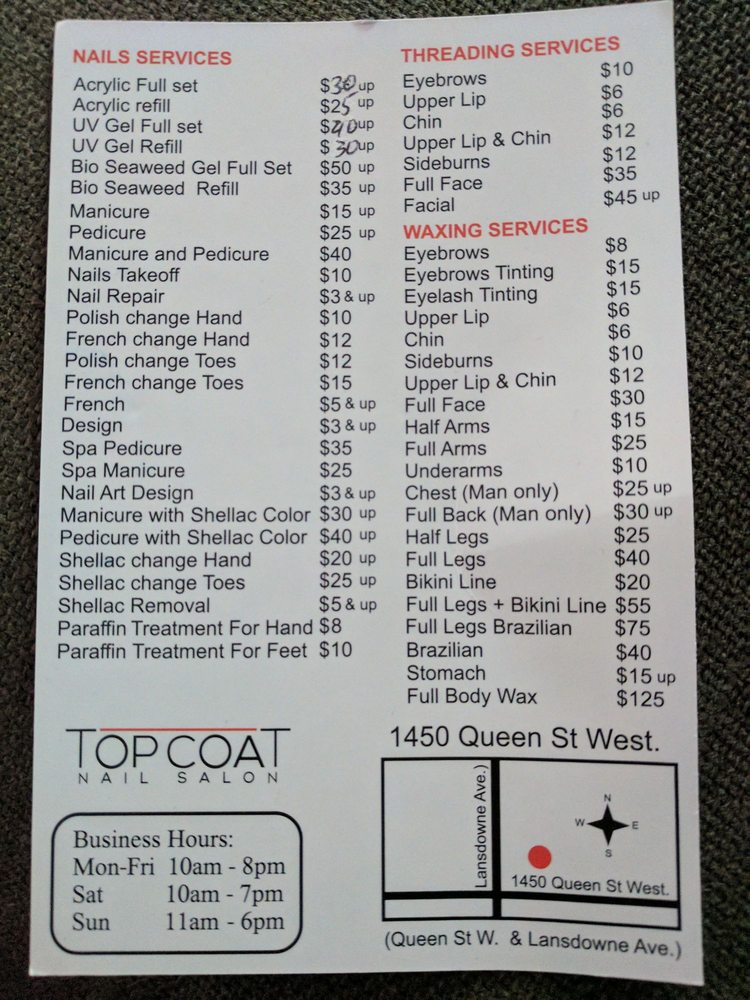 NAILS SERVICES
Acrylic Full set $30 up
Acrylic refill $25 up
UV Gel Full set $40 up
UV Gel Refill $30 up
Bio Seaweed Gel Full Set $50 up
Bio Seaweed Refill $35 up
Manicure $15 up
Pedicure $25 up
Manicure and Pedicure $40
Nails Takeoff $10
Nail Repair $3 & up
Polish change Hand $10
French change Hand $12
Polish change Toes $12
French change Toes $15
French $5 & up
Design $3 & up
Spa Pedicure $35
Spa Manicure $25
Nail Art Design $3 & up
Manicure with Shellac Color $30 up
Pedicure with Shellac Color $40 up
Shellac change Hand $20 up
Shellac change Toes $25 up
Shellac Removal $5 & up
Paraffin Treatment For Hand $8
Paraffin Treatment For Feet $10
THREADING SERVICES
Eyebrows $10
Upper Lip $6
Chin $6
Upper Lip & Chin $12
Sideburns $12
Full Face $35
Facial $45 up
WAXING SERVICES
Eyebrows $8
Eyebrows Tinting $15
Eyelash Tinting $15
Upper Lip $6
Chin $6
Sideburns $10
Upper Lip & Chin $12
Full Face $30
Half Arms $15
Full Arms $25
Underarms $10
Chest (Man only) $25 up
Full Back (Man only) $30 up
Half Legs $25
Full Legs $40
Bikini Line $20
Full Legs + Bikini Line $55
Full Legs Brazilian $75
Brazilian $40
Stomach $15 up
Full Body Wax $125
TOP COAT
NAIL SALON
Business Hours:
Mon-Fri 10am - 8pm
Sat 10am - 7pm
Sun 11am - 6pm
1450 Queen St West.
Lansdowne Ave.)
N
W E
S
1450 Queen St West.
(Queen St W. & Lansdowne Ave.)